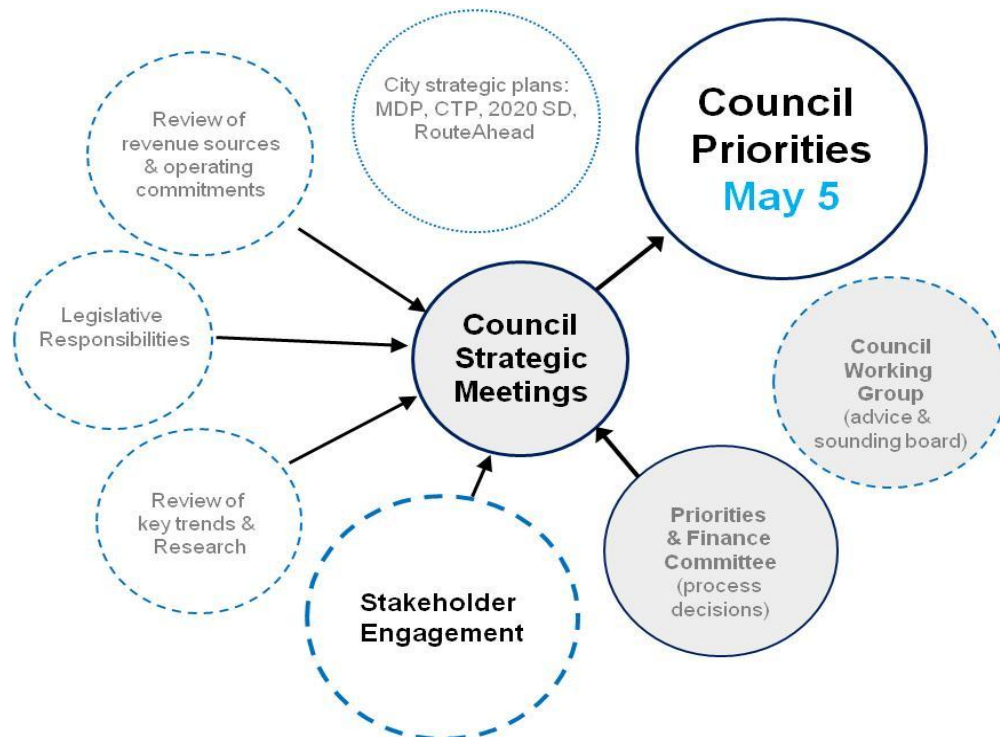 City strategic plans:
MDP, CTP, 2020 SD,
RouteAhead
Council
Priorities
May 5
Review of
revenue sources
& operating
commitments
Legislative
Responsibilities
Council
Strategic
Meetings
Council
Working
Group
(advice &
sounding board)
Review of
key trends &
Research
Stakeholder
Engagement
Priorities
& Finance
Committee
(process
decisions)